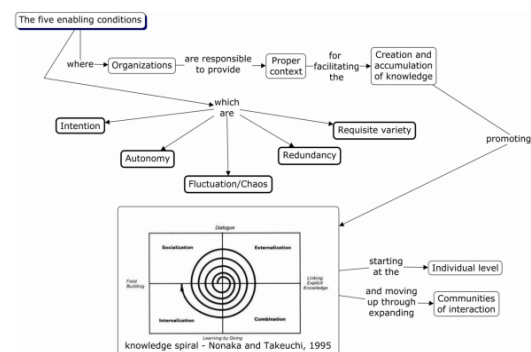 The five enabling conditions
where
Organizations
are responsible
to provide
Proper
context
for
facilitating
the
Creation and
accumulation
of knowledge
which
are
Intention
Autonomy
Fluctuation/Chaos
Redundancy
Requisite variety
promoting
Dialogue
Socialization
Externalization
Field
Building
Linking
Explicit
Knowledge
Internalization
Combination
Learning by Doing
knowledge spiral - Nonaka and Takeuchi, 1995
starting
at the
Individual level
and moving
up through
expanding
Communities
of interaction